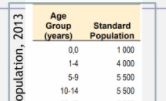 opulation, 2013
Age
Group
(years)
Standard
Population
0,0 1 000
1-4 4 000
5-9 5 500
10-14 5 500